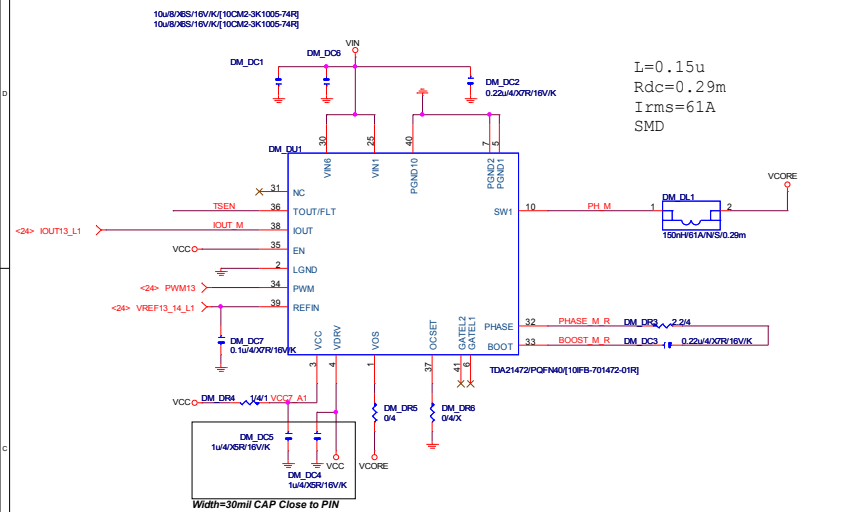 10u/8/X6S/16V/K/[10CM2-3K1005-74R]
10u/8/X6S/16V/K/[10CM2-3K1005-74R]
VIN
DM_DC1
DM_DC6
DM_DC2
0.22u/4/X7R/16V/K
L=0.15u
Rdc=0.29m
Irms=61A
SMD
D
DM_DU1
30
25
40
7
5
VIN6
VIN1
PGND10
PGND2
PGND1
31
NC
TSEN
36
TOUT/FLT
<24> IOUT13_L1
IOUT_M
38
IOUT
VCC
35
EN
2
LGND
<24> PWM13
34
PWM
<24> VREF13_14_L1
39
REFIN
SW1
10
PH_M
1
DM_DL1
2
VCORE
150nH/61A/N/S/0.29m
DM_DC7
0.1u/4/X7R/16V/K
VCC
VDRV
VOS
OCSET
GATEL2
GATEL1
PHASE
32
PHASE_M_R
DM_DR3
2.2/4
BOOT
33
BOOST_M_R
DM_DC3
0.22u/4/X7R/16V/K
3
4
1
37
41
6
TDA21472/PQFN40/[10IFB-701472-01R]
VCC
DM_DR4
1/4/1
VCC7_A1
DM_DR5
0/4
DM_DR6
0/4/X
DM_DC5
1u/4/X5R/16V/K
VCC
VCORE
DM_DC4
1u/4/X5R/16V/K
C
Width=30mil CAP Close to PIN